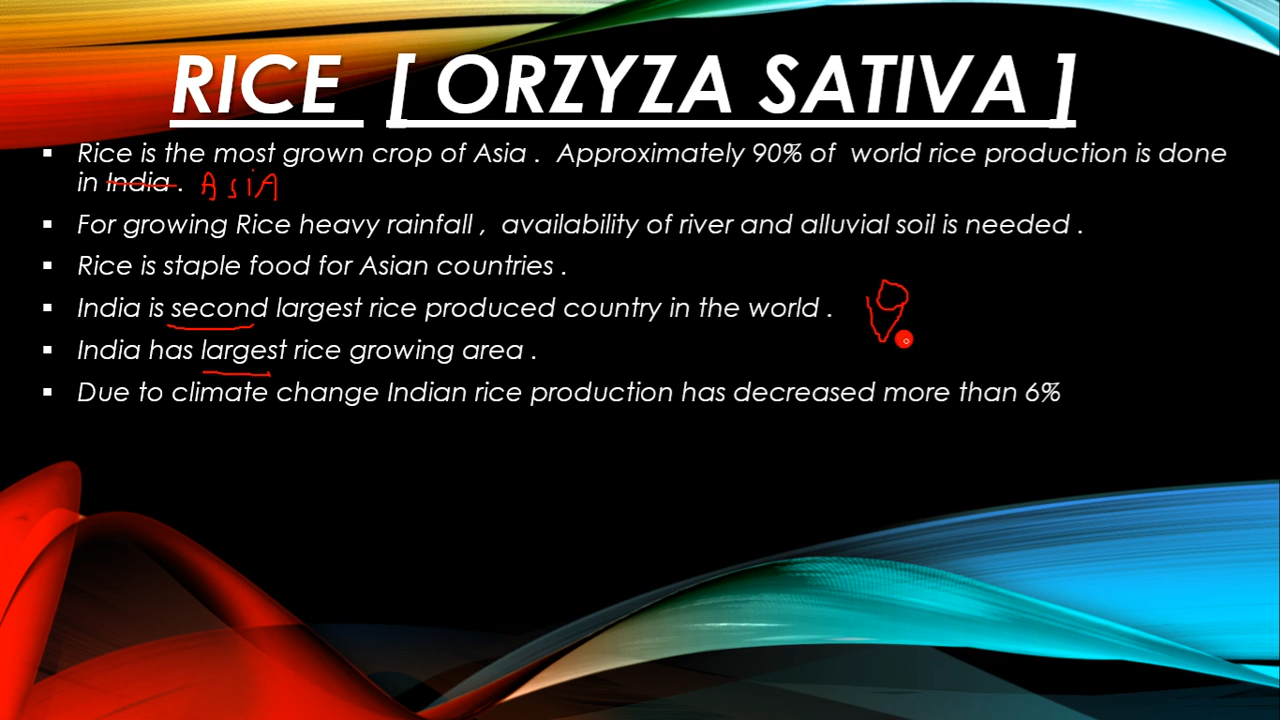 RICE [ ORZYZA SATIVA ]
▪ Rice is the most grown crop of Asia . Approximately 90% of world rice production is done
in India . ASiA
▪ For growing Rice heavy rainfall , availability of river and alluvial soil is needed .
▪ Rice is staple food for Asian countries .
▪ India is second largest rice produced country in the world .
▪ India has largest rice growing area .
▪ Due to climate change Indian rice production has decreased more than 6%